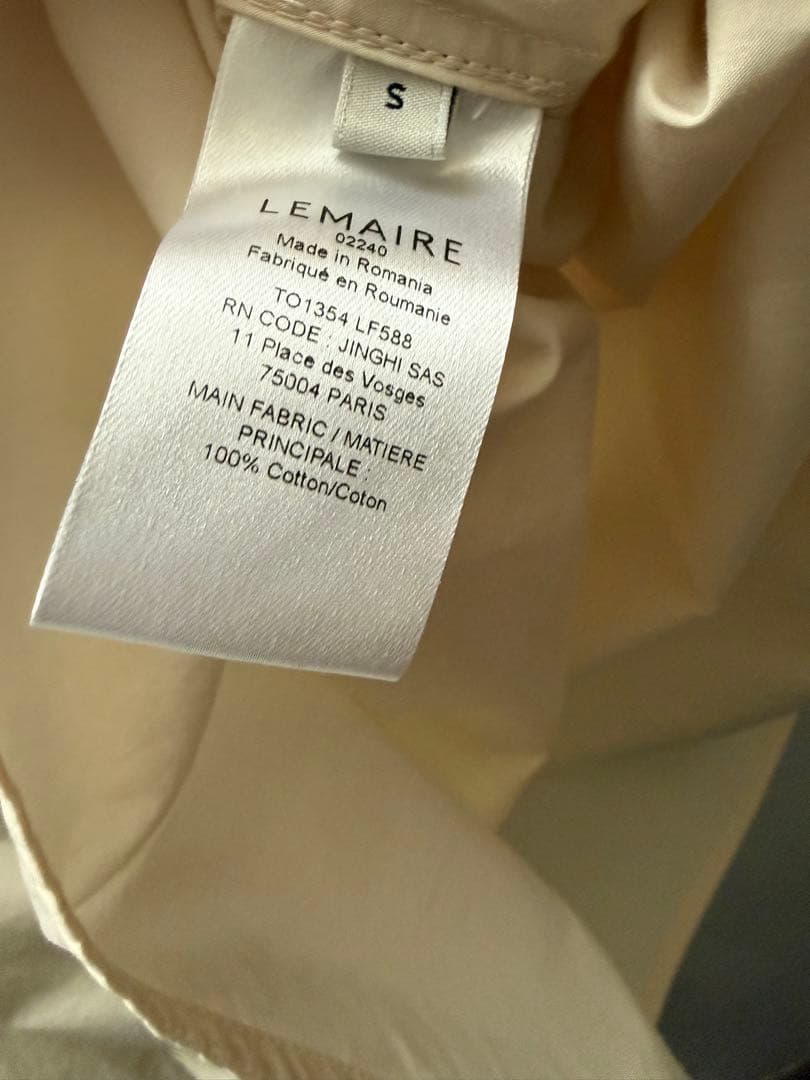 S
LEMAIRE
02240
Made in Romania
Fabriqué en Roumanie
TO1354 LF588
RN CODE : JINGHI SAS
11 Place des Vosges
75004 PARIS
MAIN FABRIC / MATIERE
PRINCIPALE :
100% Cotton/Coton